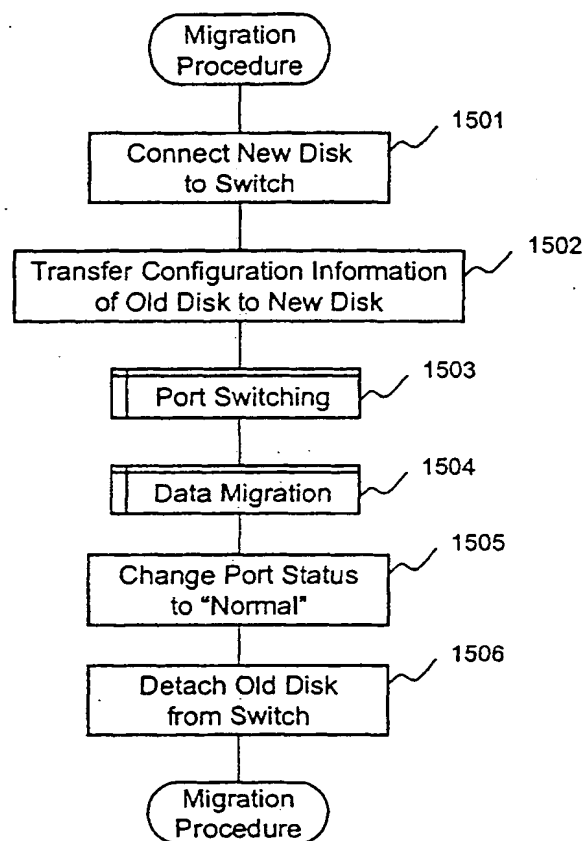 Migration
Procedure
1501
Connect New Disk
to Switch
1502
Transfer Configuration Information
of Old Disk to New Disk
1503
Port Switching
1504
Data Migration
1505
Change Port Status
to "Normal"
1506
Detach Old Disk
from Switch
Migration
Procedure